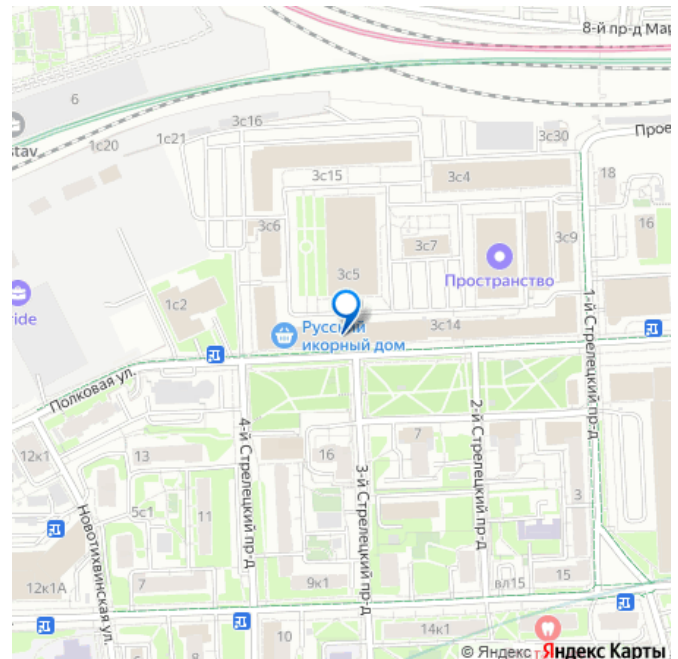 8-й пр-д Мар
6
stav
1с20
1с21
3с16
3с30
Прое
3с15
3с4
18
3с6
3с7
3с9
16
Пространство
3с5
ride
1с2
3с14
Русский
икорный дом
1-й Стрелецкий пр-д
Полковая ул.
4-й Стрелецкий пр-д
3-й Стрелецкий пр-д
2-й Стрелецкий пр-д
7
12к1
13
16
3
Новотихвинская ул.
5с1
11
12к1А
7
9к1
вл15
15
10
14к1
© Яндекс
Яндекс Карты